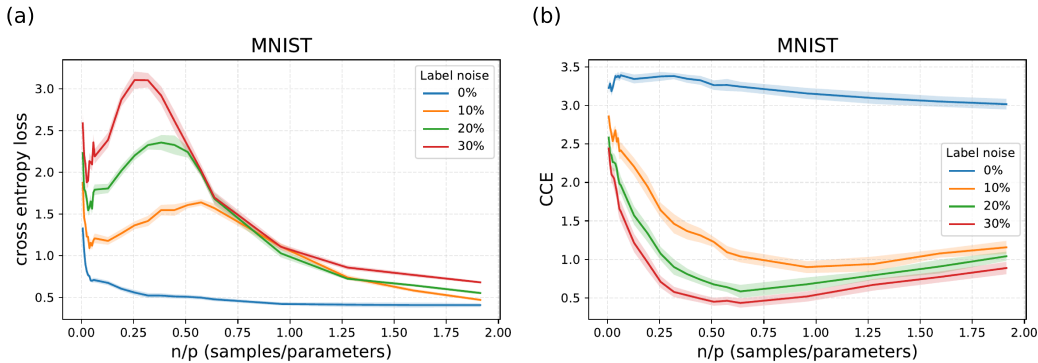 (a)
MNIST
cross entropy loss
3.0
2.5
2.0
1.5
1.0
0.5
0.00 0.25 0.50 0.75 1.00 1.25 1.50 1.75 2.00
n/p (samples/parameters)
Label noise
0%
10%
20%
30%
(b)
MNIST
CCE
3.5
3.0
2.5
2.0
1.5
1.0
0.5
0.00 0.25 0.50 0.75 1.00 1.25 1.50 1.75 2.00
n/p (samples/parameters)
Label noise
0%
10%
20%
30%